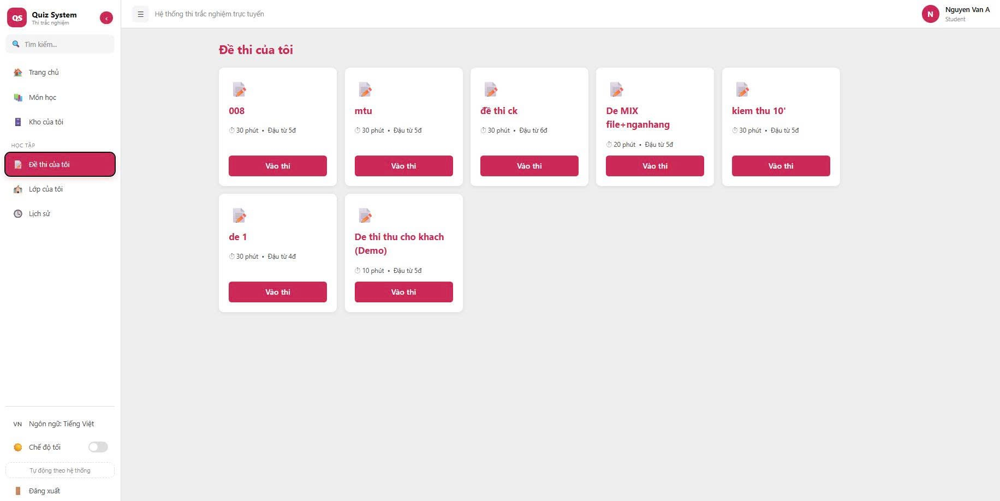 QS
Quiz System
Thi trắc nghiệm
‹
Tìm kiếm...
Trang chủ
Môn học
Kho của tôi
HỌC TẬP
Đề thi của tôi
Lớp của tôi
Lịch sử
VN Ngôn ngữ: Tiếng Việt
Chế độ tối
Tự động theo hệ thống
Đăng xuất
☰ Hệ thống thi trắc nghiệm trực tuyến
N
Nguyen Van A
Student
Đề thi của tôi
008
⏱ 30 phút • Đậu từ 5đ
Vào thi
mtu
⏱ 30 phút • Đậu từ 5đ
Vào thi
đề thi ck
⏱ 30 phút • Đậu từ 6đ
Vào thi
De MIX
file+nganhang
⏱ 20 phút • Đậu từ 5đ
Vào thi
kiem thu 10'
⏱ 30 phút • Đậu từ 5đ
Vào thi
de 1
⏱ 30 phút • Đậu từ 4đ
Vào thi
De thi thu cho khach
(Demo)
⏱ 10 phút • Đậu từ 5đ
Vào thi